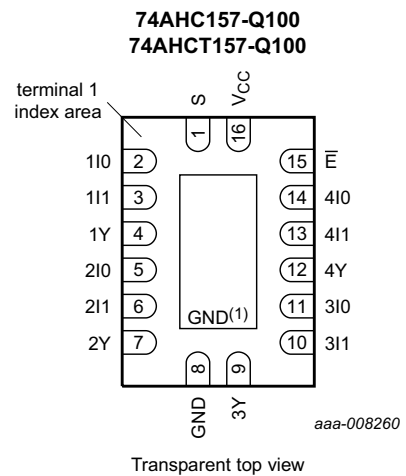 74AHC157-Q100
74AHCT157-Q100
terminal 1
index area
S
VCC
1
16
1I0 2
15 E̅
1I1 3
14 4I0
1Y 4
13 4I1
2I0 5
12 4Y
2I1 6
11 3I0
GND(1)
2Y 7
10 3I1
8
9
GND
3Y
aaa-008260
Transparent top view